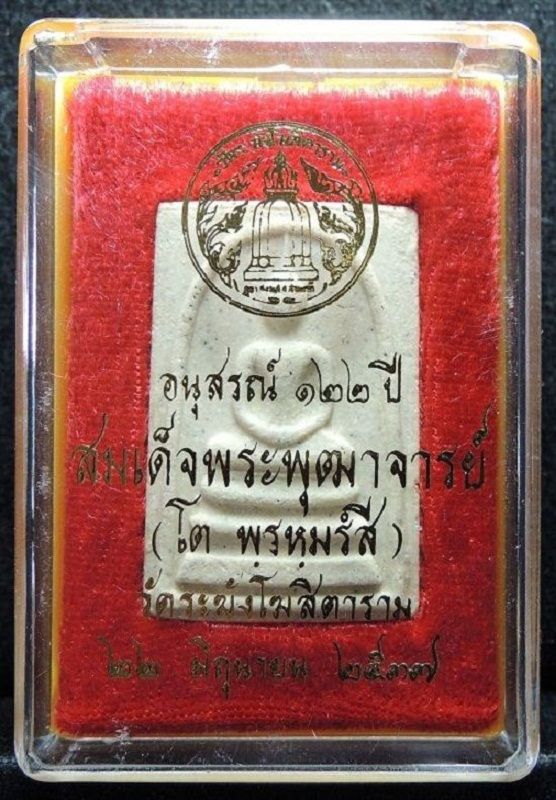 อนุสรณ์ ๑๒๒ ปี
สมเด็จพระพุฒาจารย์
(โต พฺรหฺมรํสี)
วัดระฆังโฆสิตาราม
๒๒ มิถุนายน ๒๕๓๗